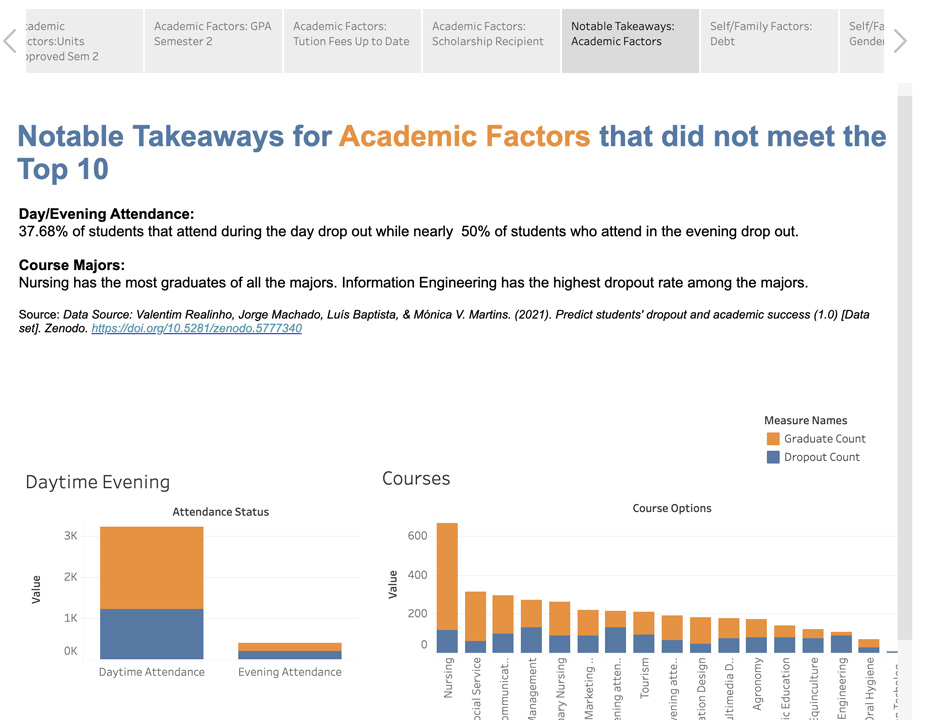 cademic
ctors:Units
pproved Sem 2
Academic Factors: GPA
Semester 2
Academic Factors:
Tution Fees Up to Date
Academic Factors:
Scholarship Recipient
Notable Takeaways:
Academic Factors
Self/Family Factors:
Debt
Self/Fa
Gender
Notable Takeaways for Academic Factors that did not meet the
Top 10
Day/Evening Attendance:
37.68% of students that attend during the day drop out while nearly  50% of students who attend in the evening drop out.
Course Majors:
Nursing has the most graduates of all the majors. Information Engineering has the highest dropout rate among the majors.
Source: Data Source: Valentim Realinho, Jorge Machado, Luís Baptista, & Mónica V. Martins. (2021). Predict students' dropout and academic success (1.0) [Data
set]. Zenodo. https://doi.org/10.5281/zenodo.5777340
Measure Names
Graduate Count
Dropout Count
Daytime Evening
Attendance Status
Value
3K
2K
1K
0K
Daytime Attendance
Evening Attendance
Courses
Course Options
Value
600
400
200
0
Nursing
ocial Service
ommunicat..
Management
ary Nursing
Marketing ..
ening atten..
Tourism
vening atte..
ation Design
ultimedia D..
Agronomy
ic Education
Equinculture
Engineering
Oral Hygiene